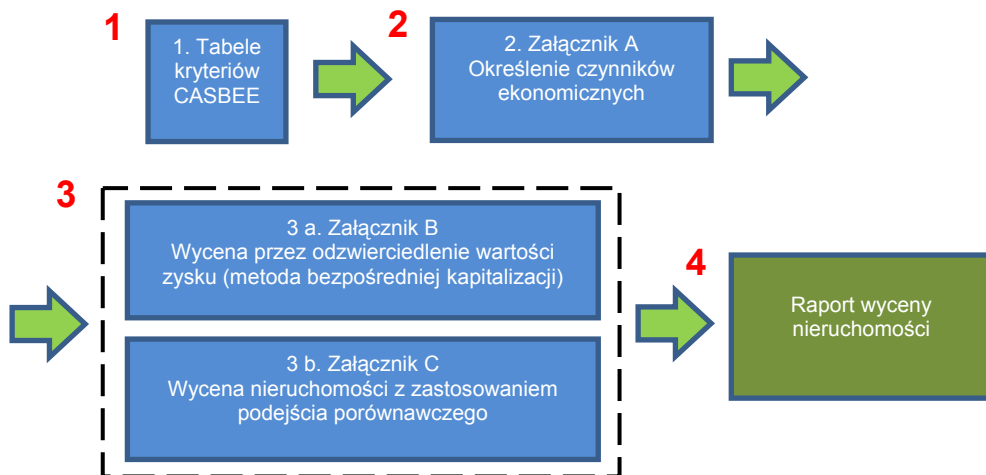 1
1. Tabele
kryteriów
CASBEE
2
2. Załącznik A
Określenie czynników
ekonomicznych
3
3 a. Załącznik B
Wycena przez odzwierciedlenie wartości
zysku (metoda bezpośredniej kapitalizacji)
3 b. Załącznik C
Wycena nieruchomości z zastosowaniem
podejścia porównawczego
4
Raport wyceny
nieruchomości